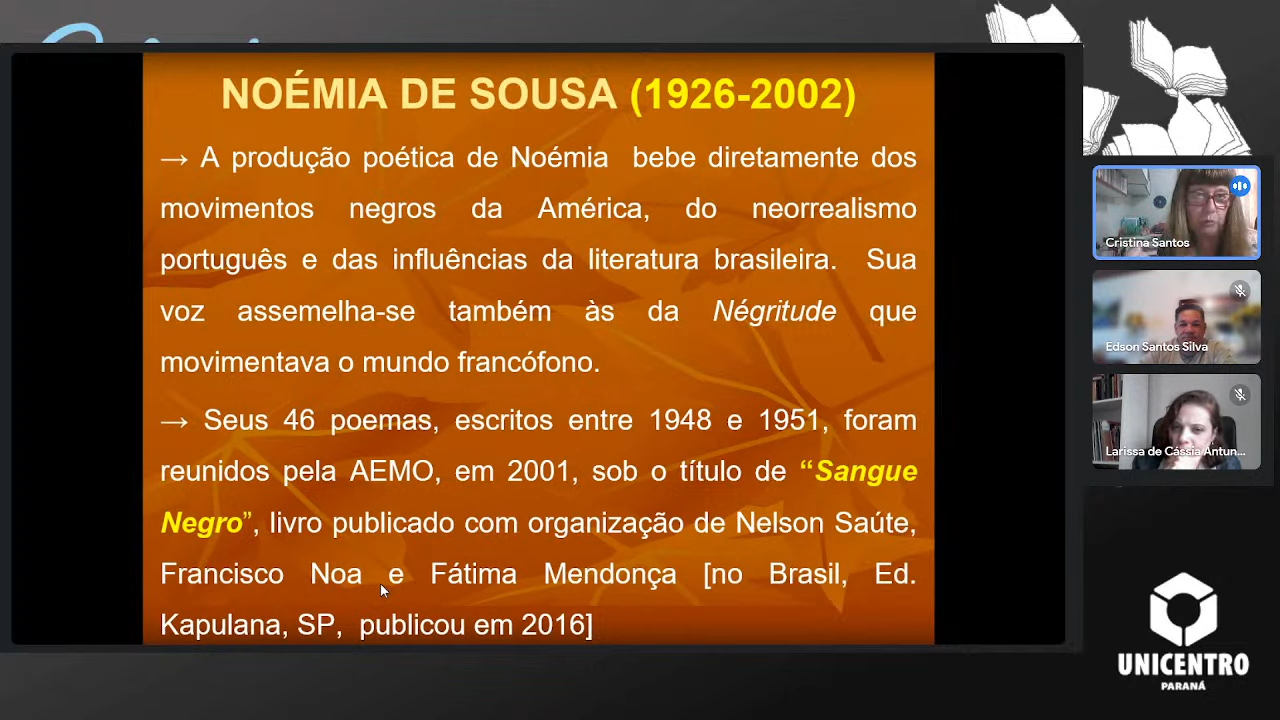 NOÉMIA DE SOUSA (1926-2002)
→ A produção poética de Noémia bebe diretamente dos
movimentos negros da América, do neorrealismo
português e das influências da literatura brasileira. Sua
voz assemelha-se também às da Négritude que
movimentava o mundo francófono.
→ Seus 46 poemas, escritos entre 1948 e 1951, foram
reunidos pela AEMO, em 2001, sob o título de “Sangue
Negro”, livro publicado com organização de Nelson Saúte,
Francisco Noa e Fátima Mendonça [no Brasil, Ed.
Kapulana, SP, publicou em 2016]
Cristina Santos
Edson Santos Silva
Larissa de Cássia Antun...
UNICENTRO
PARANÁ